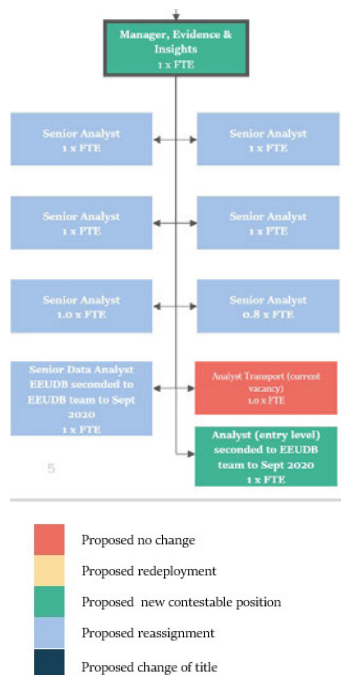 Manager, Evidence &
Insights
1 x FTE
Senior Analyst
1 x FTE
Senior Analyst
1 x FTE
Senior Analyst
1 x FTE
Senior Analyst
1 x FTE
Senior Analyst
1.0 x FTE
Senior Analyst
0.8 x FTE
Senior Data Analyst
EEUDB seconded to
EEUDB team to Sept
2020
1 x FTE
Analyst Transport (current
vacancy)
1.0 x FTE
Analyst (entry level)
seconded to EEUDB
team to Sept 2020
1 x FTE
5
Proposed no change
Proposed redeployment
Proposed new contestable position
Proposed reassignment
Proposed change of title